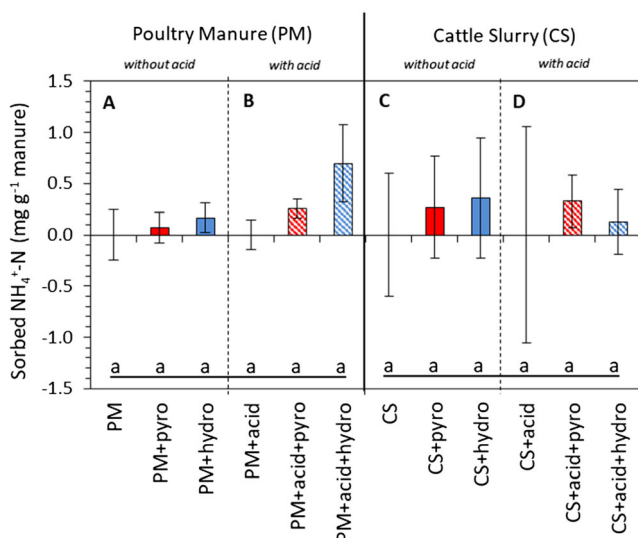 Poultry Manure (PM) Cattle Slurry (CS)
without acid with acid without acid with acid
Sorbed NH₄⁺-N (mg g⁻¹ manure)
1.5
1.0
0.5
0.0
-0.5
-1.0
-1.5
A B C D
a a a a a a a a a a a a
PM
PM+pyro
PM+hydro
PM+acid
PM+acid+pyro
PM+acid+hydro
CS
CS+pyro
CS+hydro
CS+acid
CS+acid+pyro
CS+acid+hydro